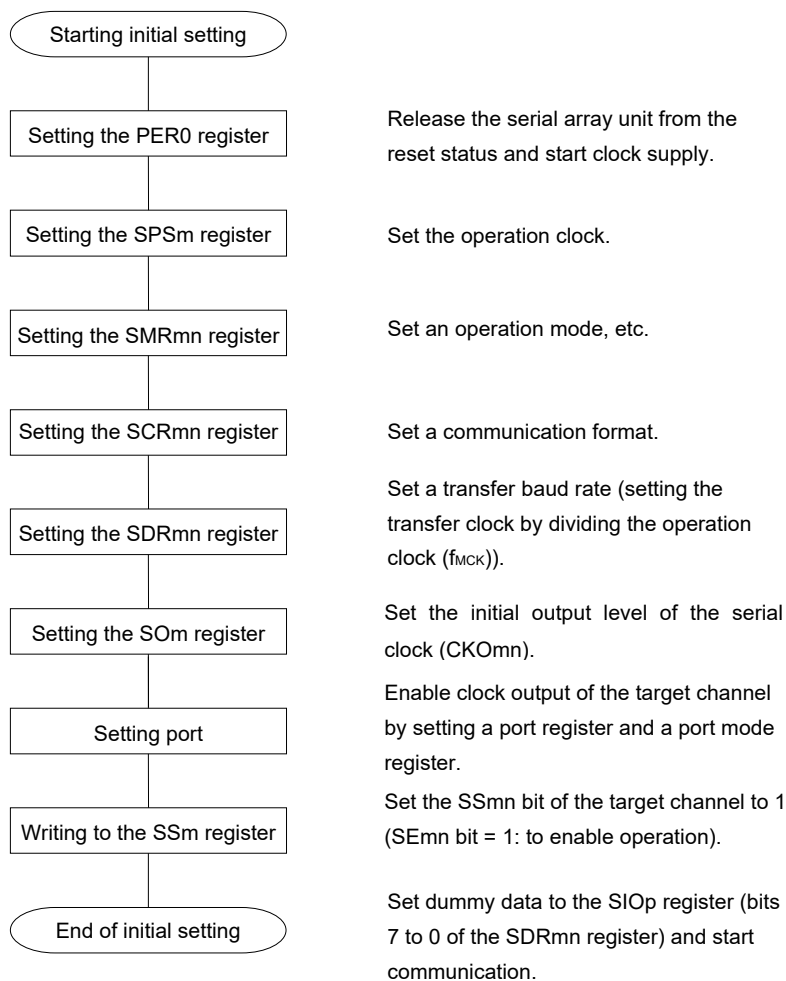 Starting initial setting
Setting the PER0 register
Release the serial array unit from the
reset status and start clock supply.
Setting the SPSm register
Set the operation clock.
Setting the SMRmn register
Set an operation mode, etc.
Setting the SCRmn register
Set a communication format.
Setting the SDRmn register
Set a transfer baud rate (setting the
transfer clock by dividing the operation
clock (fMCK)).
Setting the SOm register
Set the initial output level of the serial
clock (CKOmn).
Setting port
Enable clock output of the target channel
by setting a port register and a port mode
register.
Writing to the SSm register
Set the SSmn bit of the target channel to 1
(SEmn bit = 1: to enable operation).
End of initial setting
Set dummy data to the SIOp register (bits
7 to 0 of the SDRmn register) and start
communication.